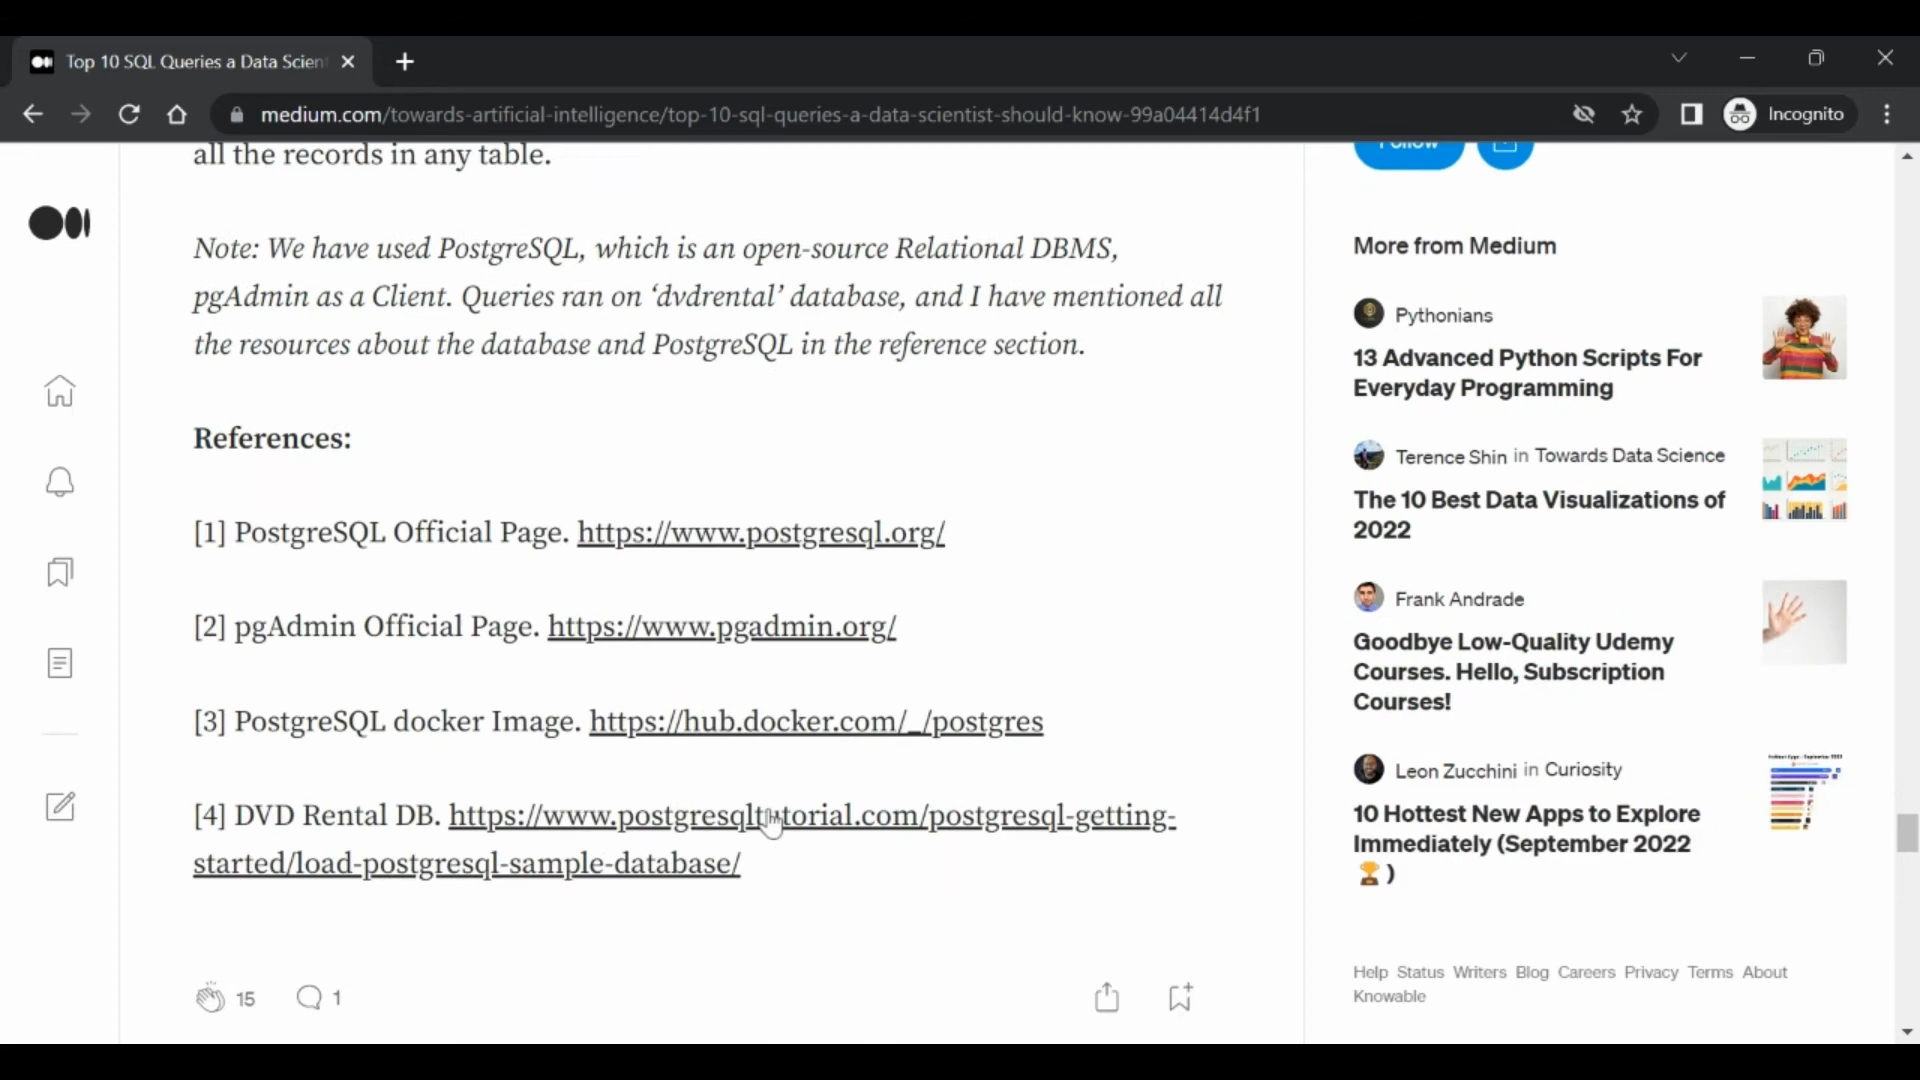 Top 10 SQL Queries a Data Scien
medium.com/towards-artificial-intelligence/top-10-sql-queries-a-data-scientist-should-know-99a04414d4f1
Incognito
all the records in any table.
Note: We have used PostgreSQL, which is an open-source Relational DBMS,
pgAdmin as a Client. Queries ran on ‘dvdrental’ database, and I have mentioned all
the resources about the database and PostgreSQL in the reference section.
References:
[1] PostgreSQL Official Page. https://www.postgresql.org/
[2] pgAdmin Official Page. https://www.pgadmin.org/
[3] PostgreSQL docker Image. https://hub.docker.com/_/postgres
[4] DVD Rental DB. https://www.postgresqltutorial.com/postgresql-getting-
started/load-postgresql-sample-database/
15
1
Follow
More from Medium
Pythonians
13 Advanced Python Scripts For
Everyday Programming
Terence Shin in Towards Data Science
The 10 Best Data Visualizations of
2022
Frank Andrade
Goodbye Low-Quality Udemy
Courses. Hello, Subscription
Courses!
Leon Zucchini in Curiosity
10 Hottest New Apps to Explore
Immediately (September 2022
🏆 )
Help Status Writers Blog Careers Privacy Terms About
Knowable